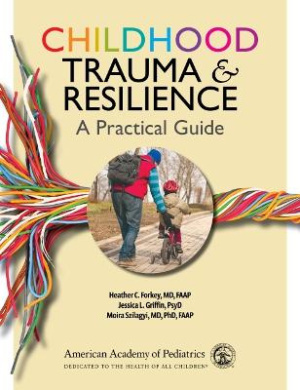 CHILDHOOD
TRAUMA &
RESILIENCE
A Practical Guide
Heather C. Forkey, MD, FAAP
Jessica L. Griffin, PsyD
Moira Szilagyi, MD, PhD, FAAP
American Academy of Pediatrics
DEDICATED TO THE HEALTH OF ALL CHILDREN®